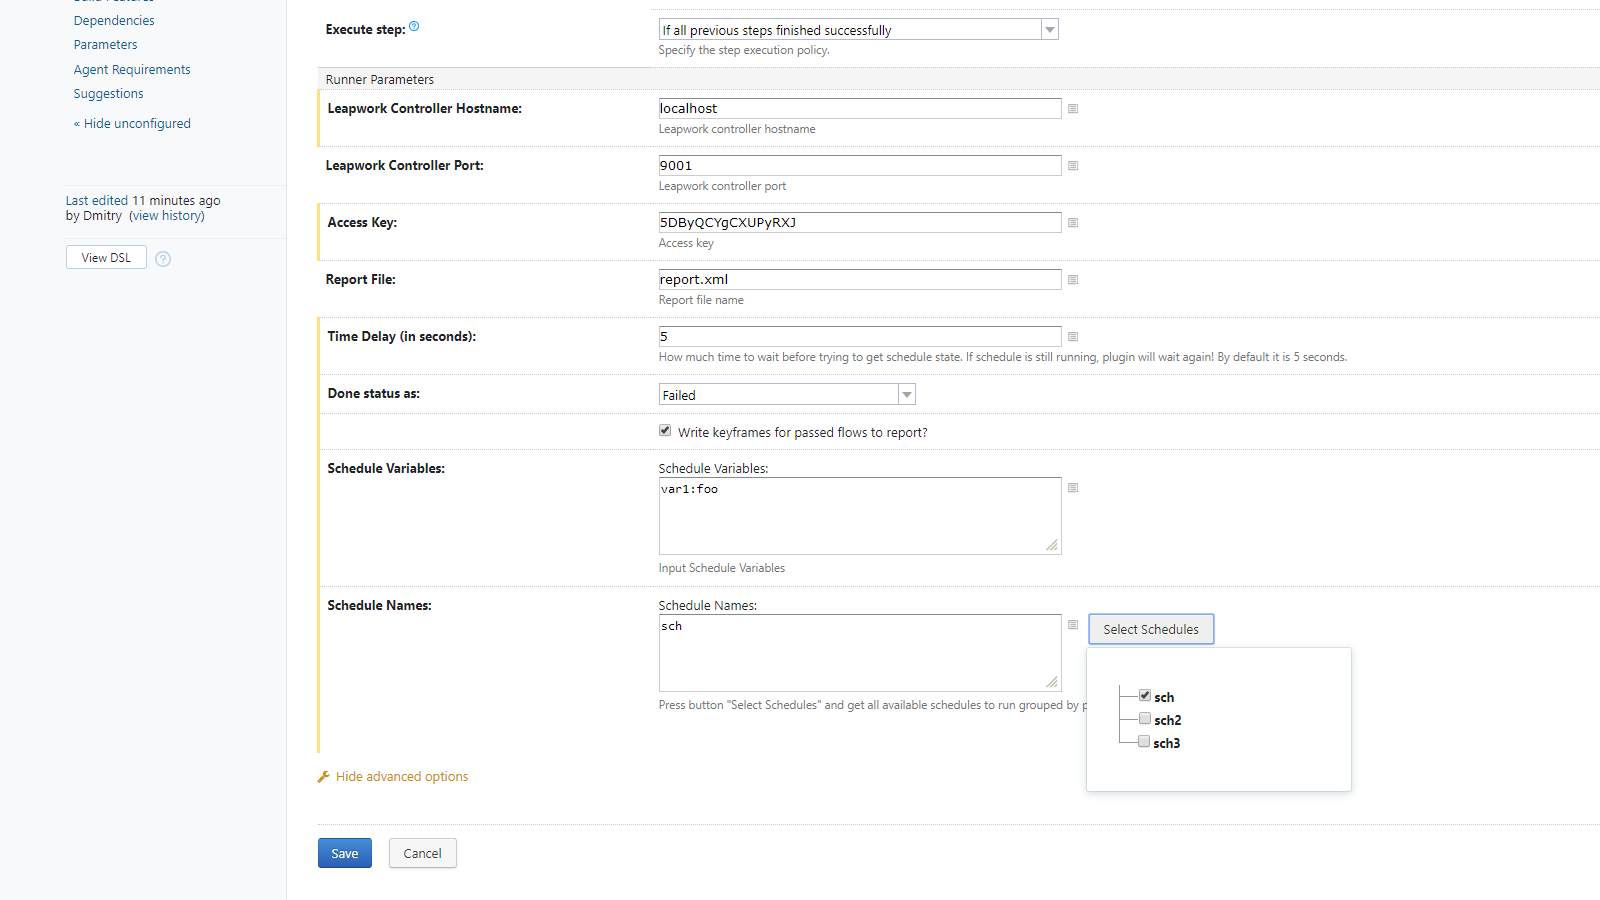 Dependencies
Parameters
Agent Requirements
Suggestions
« Hide unconfigured
Last edited 11 minutes ago
by Dmitry (view history)
View DSL ?
Execute step: ?
If all previous steps finished successfully
Specify the step execution policy.
Runner Parameters
Leapwork Controller Hostname:
localhost
Leapwork controller hostname
Leapwork Controller Port:
9001
Leapwork controller port
Access Key:
5DByQCYgCXUPyRXJ
Access key
Report File:
report.xml
Report file name
Time Delay (in seconds):
5
How much time to wait before trying to get schedule state. If schedule is still running, plugin will wait again! By default it is 5 seconds.
Done status as:
Failed
Write keyframes for passed flows to report?
Schedule Variables:
Schedule Variables:
var1:foo
Input Schedule Variables
Schedule Names:
Schedule Names:
sch
Select Schedules
Press button "Select Schedules" and get all available schedules to run grouped by p
sch
sch2
sch3
Hide advanced options
Save
Cancel